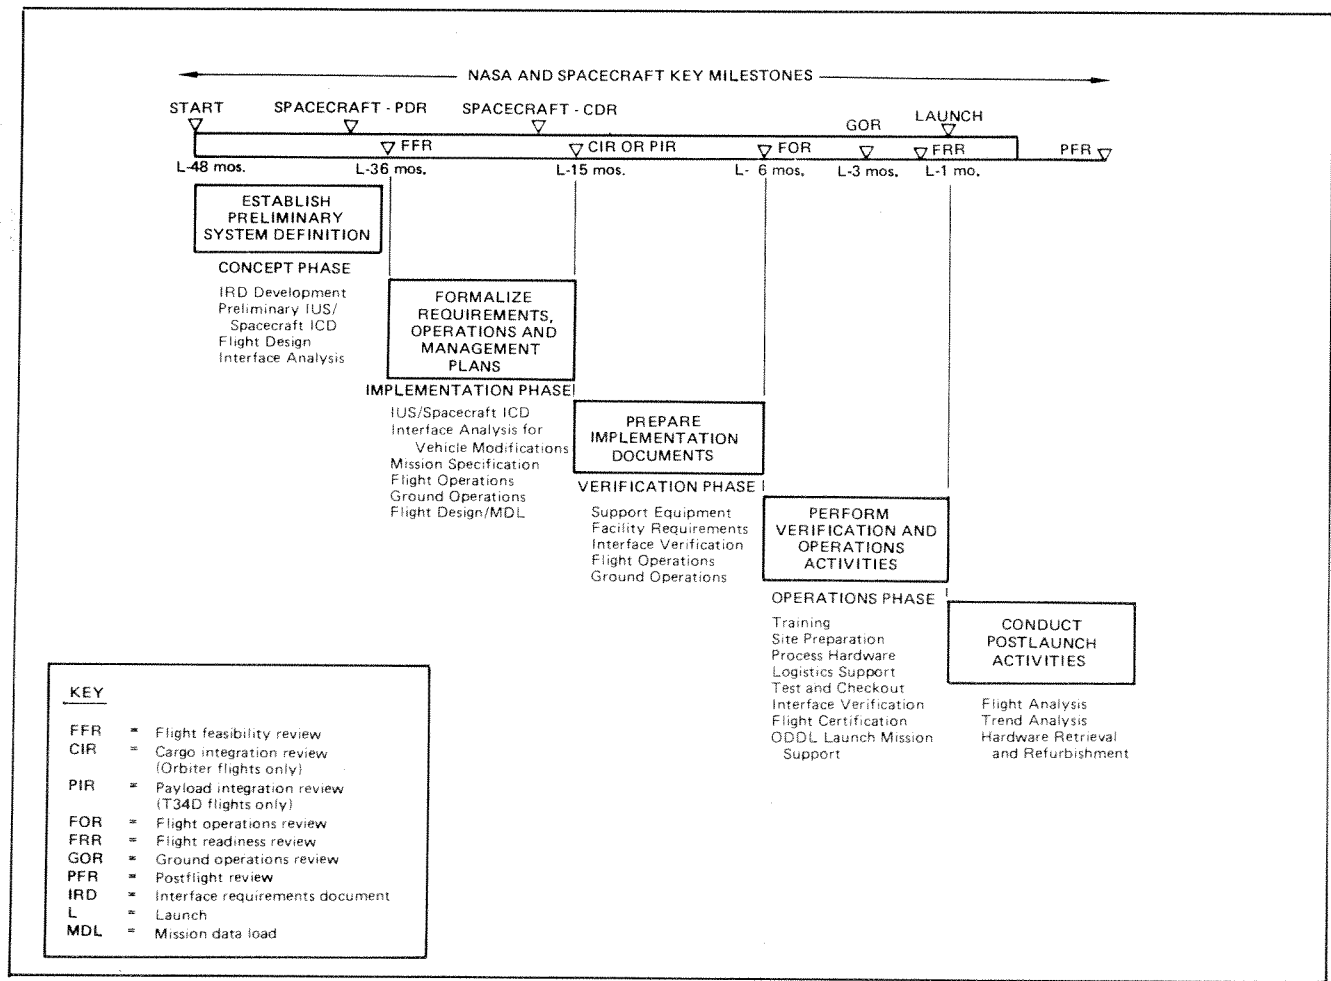 NASA AND SPACECRAFT KEY MILESTONES
START
SPACECRAFT - PDR
SPACECRAFT - CDR
GOR
LAUNCH
FFR
CIR OR PIR
FOR
FRR
PFR
L-48 mos.
L-36 mos.
L-15 mos.
L- 6 mos.
L-3 mos.
L-1 mo.
ESTABLISH
PRELIMINARY
SYSTEM DEFINITION
CONCEPT PHASE
IRD Development
Preliminary IUS/
Spacecraft ICD
Flight Design
Interface Analysis
FORMALIZE
REQUIREMENTS,
OPERATIONS AND
MANAGEMENT
PLANS
IMPLEMENTATION PHASE
IUS/Spacecraft ICD
Interface Analysis for
Vehicle Modifications
Mission Specification
Flight Operations
Ground Operations
Flight Design/MDL
PREPARE
IMPLEMENTATION
DOCUMENTS
VERIFICATION PHASE
Support Equipment
Facility Requirements
Interface Verification
Flight Operations
Ground Operations
PERFORM
VERIFICATION AND
OPERATIONS
ACTIVITIES
OPERATIONS PHASE
Training
Site Preparation
Process Hardware
Logistics Support
Test and Checkout
Interface Verification
Flight Certification
ODDL Launch Mission
Support
CONDUCT
POSTLAUNCH
ACTIVITIES
Flight Analysis
Trend Analysis
Hardware Retrieval
and Refurbishment
KEY
FFR = Flight feasibility review
CIR = Cargo integration review
(Orbiter flights only)
PIR = Payload integration review
(T34D flights only)
FOR = Flight operations review
FRR = Flight readiness review
GOR = Ground operations review
PFR = Postflight review
IRD = Interface requirements document
L = Launch
MDL = Mission data load